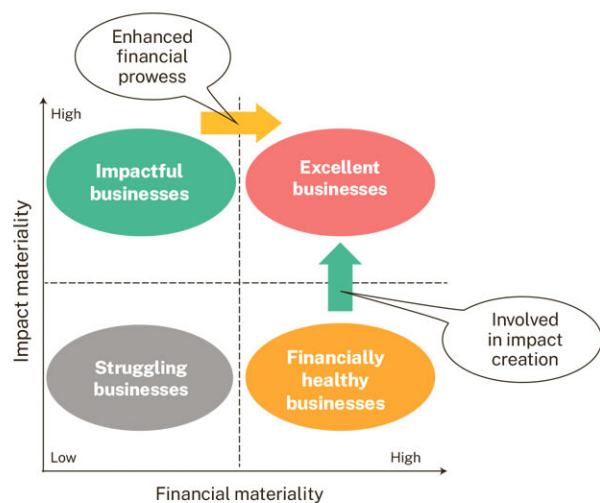 Enhanced
financial
prowess
High
Impactful
businesses
Excellent
businesses
Impact materiality
Involved
in impact
creation
Struggling
businesses
Financially
healthy
businesses
Low
High
Financial materiality